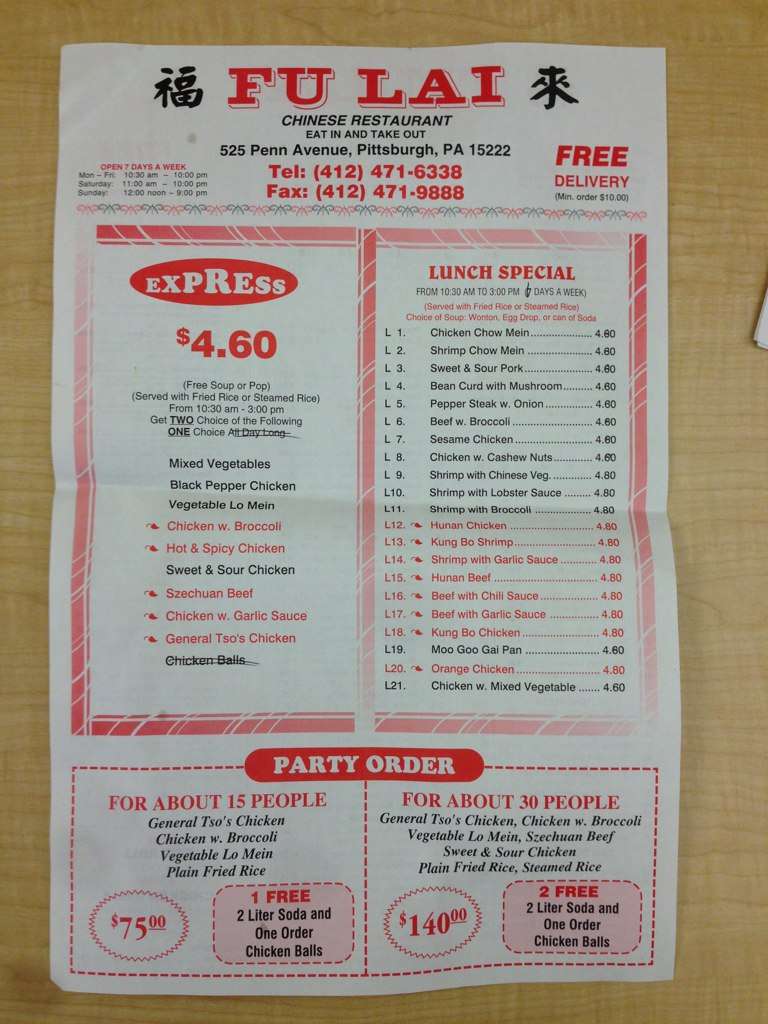 福 FU LAI 來
CHINESE RESTAURANT
EAT IN AND TAKE OUT
525 Penn Avenue, Pittsburgh, PA 15222
Tel: (412) 471-6338
Fax: (412) 471-9888
OPEN 7 DAYS A WEEK
Mon – Fri: 10:30 am – 10:00 pm
Saturday: 11:00 am – 10:00 pm
Sunday: 12:00 noon – 9:00 pm
FREE
DELIVERY
(Min. order $10.00)
EXPRESS
$4.60
(Free Soup or Pop)
(Served with Fried Rice or Steamed Rice)
From 10:30 am - 3:00 pm
Get TWO Choice of the Following
ONE Choice All Day Long
Mixed Vegetables
Black Pepper Chicken
Vegetable Lo Mein
Chicken w. Broccoli
Hot & Spicy Chicken
Sweet & Sour Chicken
Szechuan Beef
Chicken w. Garlic Sauce
General Tso's Chicken
Chicken Balls
LUNCH SPECIAL
FROM 10:30 AM TO 3:00 PM ( DAYS A WEEK)
(Served with Fried Rice or Steamed Rice)
Choice of Soup: Wonton, Egg Drop, or can of Soda
L 1. Chicken Chow Mein..................... 4.60
L 2. Shrimp Chow Mein ...................... 4.60
L 3. Sweet & Sour Pork...................... 4.60
L 4. Bean Curd with Mushroom.......... 4.60
L 5. Pepper Steak w. Onion................ 4.60
L 6. Beef w. Broccoli........................... 4.60
L 7. Sesame Chicken.......................... 4.60
L 8. Chicken w. Cashew Nuts............. 4.60
L 9. Shrimp with Chinese Veg............. 4.80
L10. Shrimp with Lobster Sauce ......... 4.80
L11. Shrimp with Broccoli ................... 4.80
L12. Hunan Chicken ............................ 4.80
L13. Kung Bo Shrimp........................... 4.80
L14. Shrimp with Garlic Sauce ............ 4.80
L15. Hunan Beef .................................. 4.80
L16. Beef with Chili Sauce ................... 4.80
L17. Beef with Garlic Sauce ................ 4.80
L18. Kung Bo Chicken ......................... 4.80
L19. Moo Goo Gai Pan ........................ 4.60
L20. Orange Chicken ........................... 4.80
L21. Chicken w. Mixed Vegetable ....... 4.60
PARTY ORDER
FOR ABOUT 15 PEOPLE
General Tso's Chicken
Chicken w. Broccoli
Vegetable Lo Mein
Plain Fried Rice
$75.00
1 FREE
2 Liter Soda and
One Order
Chicken Balls
FOR ABOUT 30 PEOPLE
General Tso's Chicken, Chicken w. Broccoli
Vegetable Lo Mein, Szechuan Beef
Sweet & Sour Chicken
Plain Fried Rice, Steamed Rice
$140.00
2 FREE
2 Liter Soda and
One Order
Chicken Balls